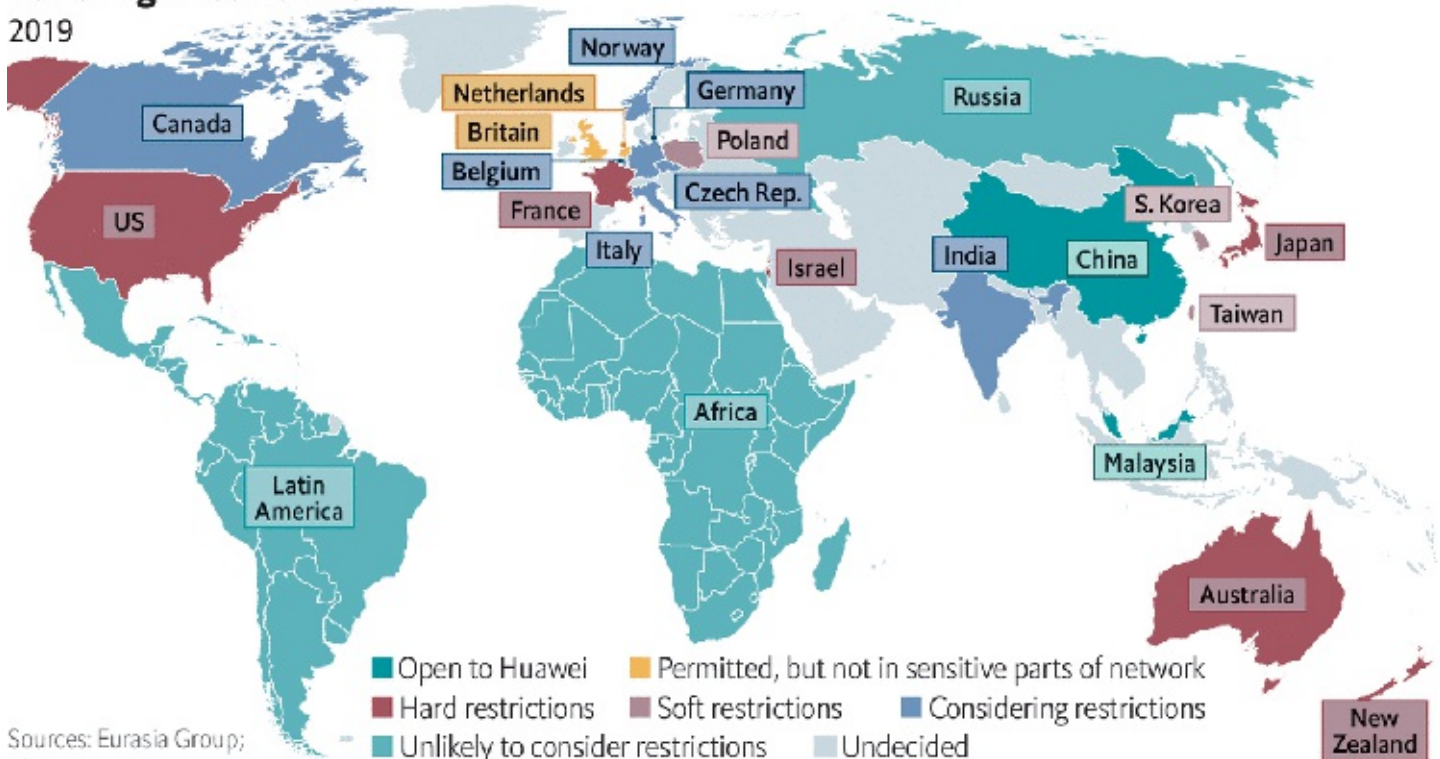 2019
Norway
Netherlands
Germany
Canada
Britain
Poland
Russia
Belgium
Czech Rep.
US
France
S. Korea
Italy
Israel
India
China
Japan
Taiwan
Africa
Malaysia
Latin
America
Australia
Open to Huawei
Permitted, but not in sensitive parts of network
Hard restrictions
Soft restrictions
Considering restrictions
Unlikely to consider restrictions
Undecided
New
Zealand
Sources: Eurasia Group;